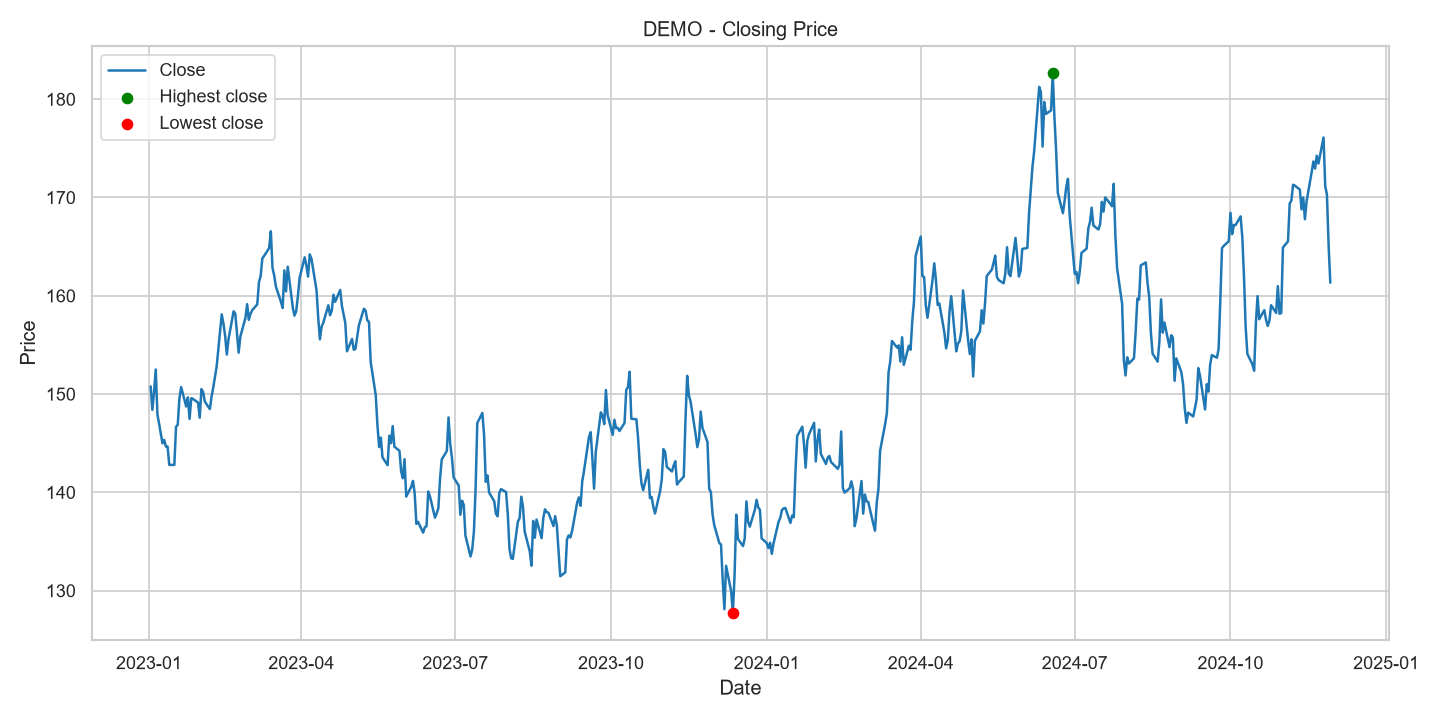 DEMO - Closing Price
Close
Highest close
Lowest close
Price
180
170
160
150
140
130
2023-01 2023-04 2023-07 2023-10 2024-01 2024-04 2024-07 2024-10 2025-01
Date